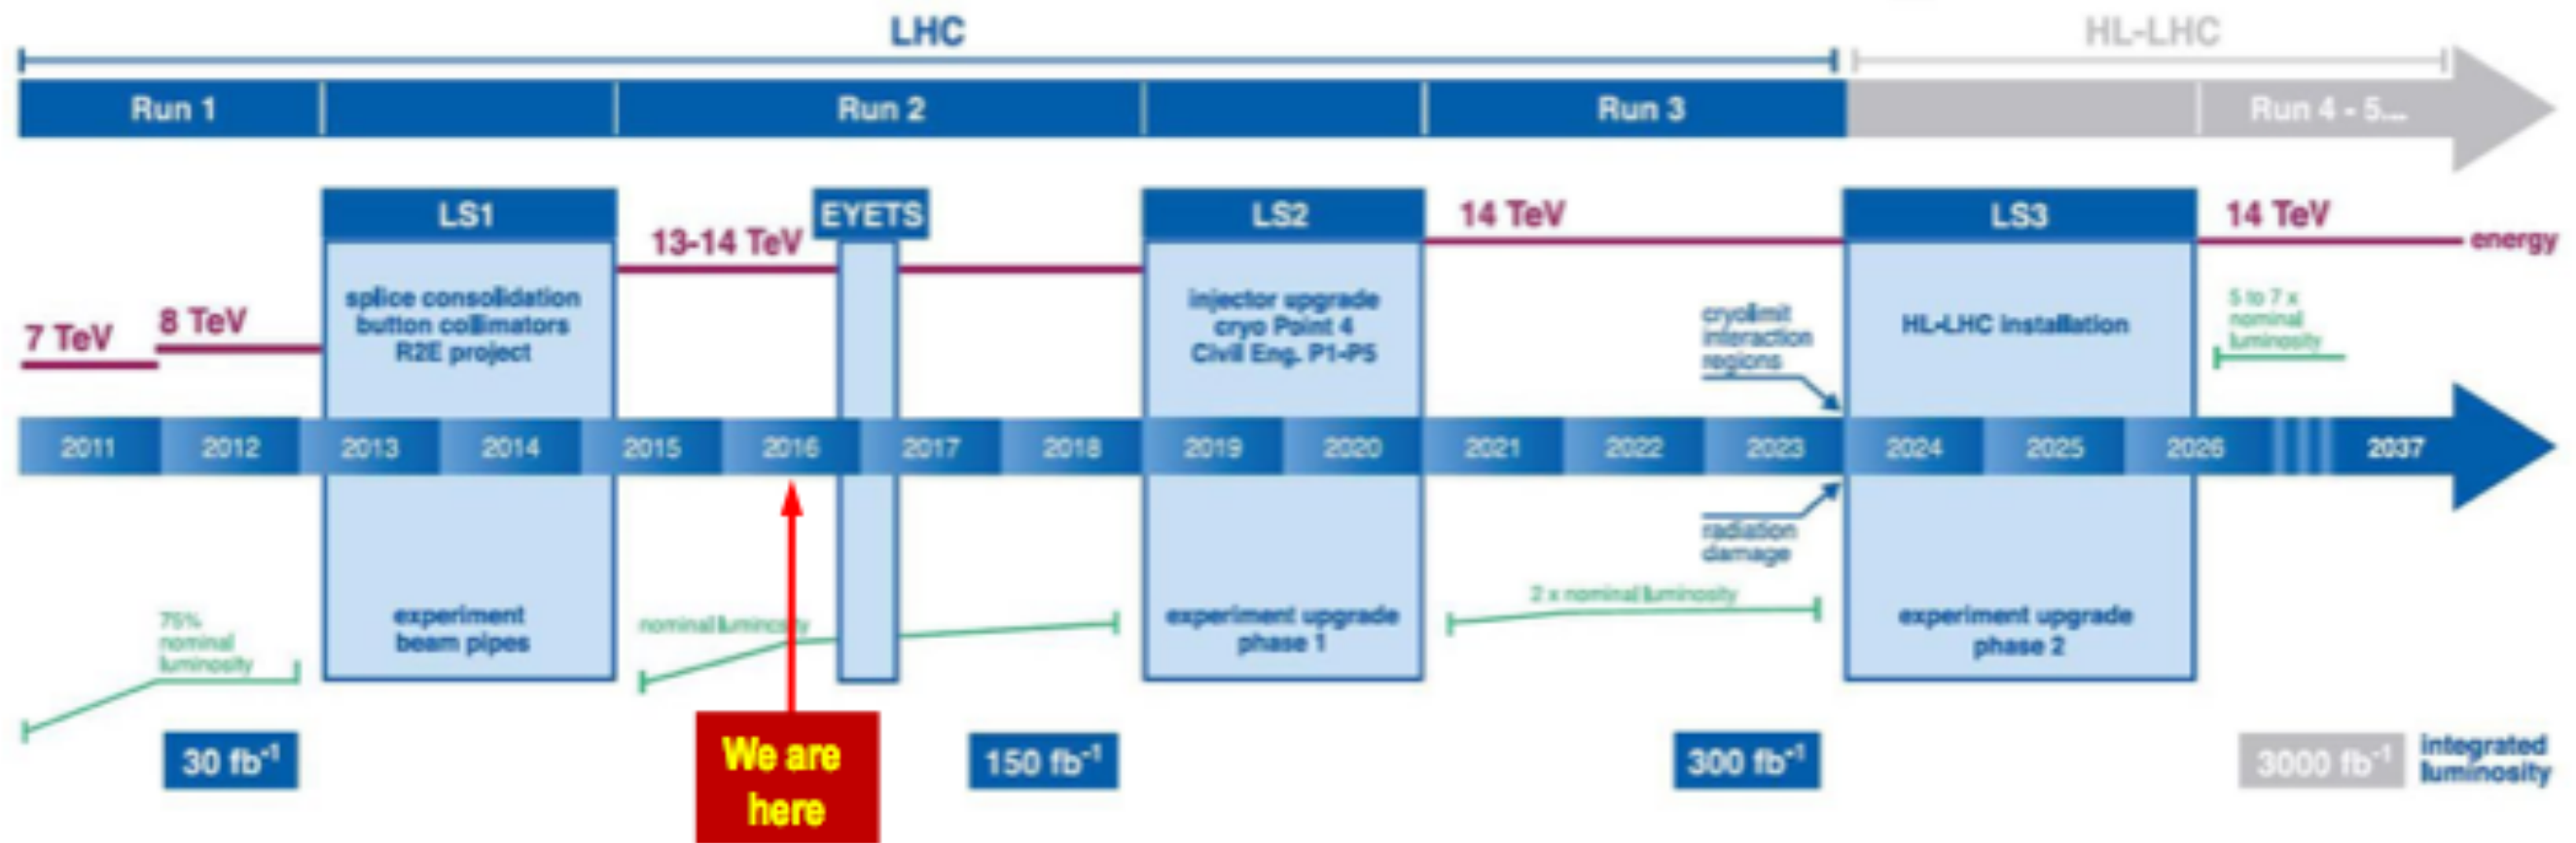 LHC
HL-LHC
Run 1
Run 2
Run 3
Run 4 - 5...
LS1
EYETS
LS2
LS3
7 TeV
8 TeV
13-14 TeV
14 TeV
14 TeV
energy
splice consolidation
button collimators
R2E project
injector upgrade
cryo Point 4
Civil Eng. P1-P5
cryolimit
interaction
regions
HL-LHC installation
5 to 7 x
nominal
luminosity
2011
2012
2013
2014
2015
2016
2017
2018
2019
2020
2021
2022
2023
2024
2025
2026
2037
radiation
damage
75%
nominal
luminosity
experiment
beam pipes
nominal luminosity
experiment upgrade
phase 1
2 x nominal luminosity
experiment upgrade
phase 2
30 fb⁻¹
We are
here
150 fb⁻¹
300 fb⁻¹
3000 fb⁻¹
integrated
luminosity